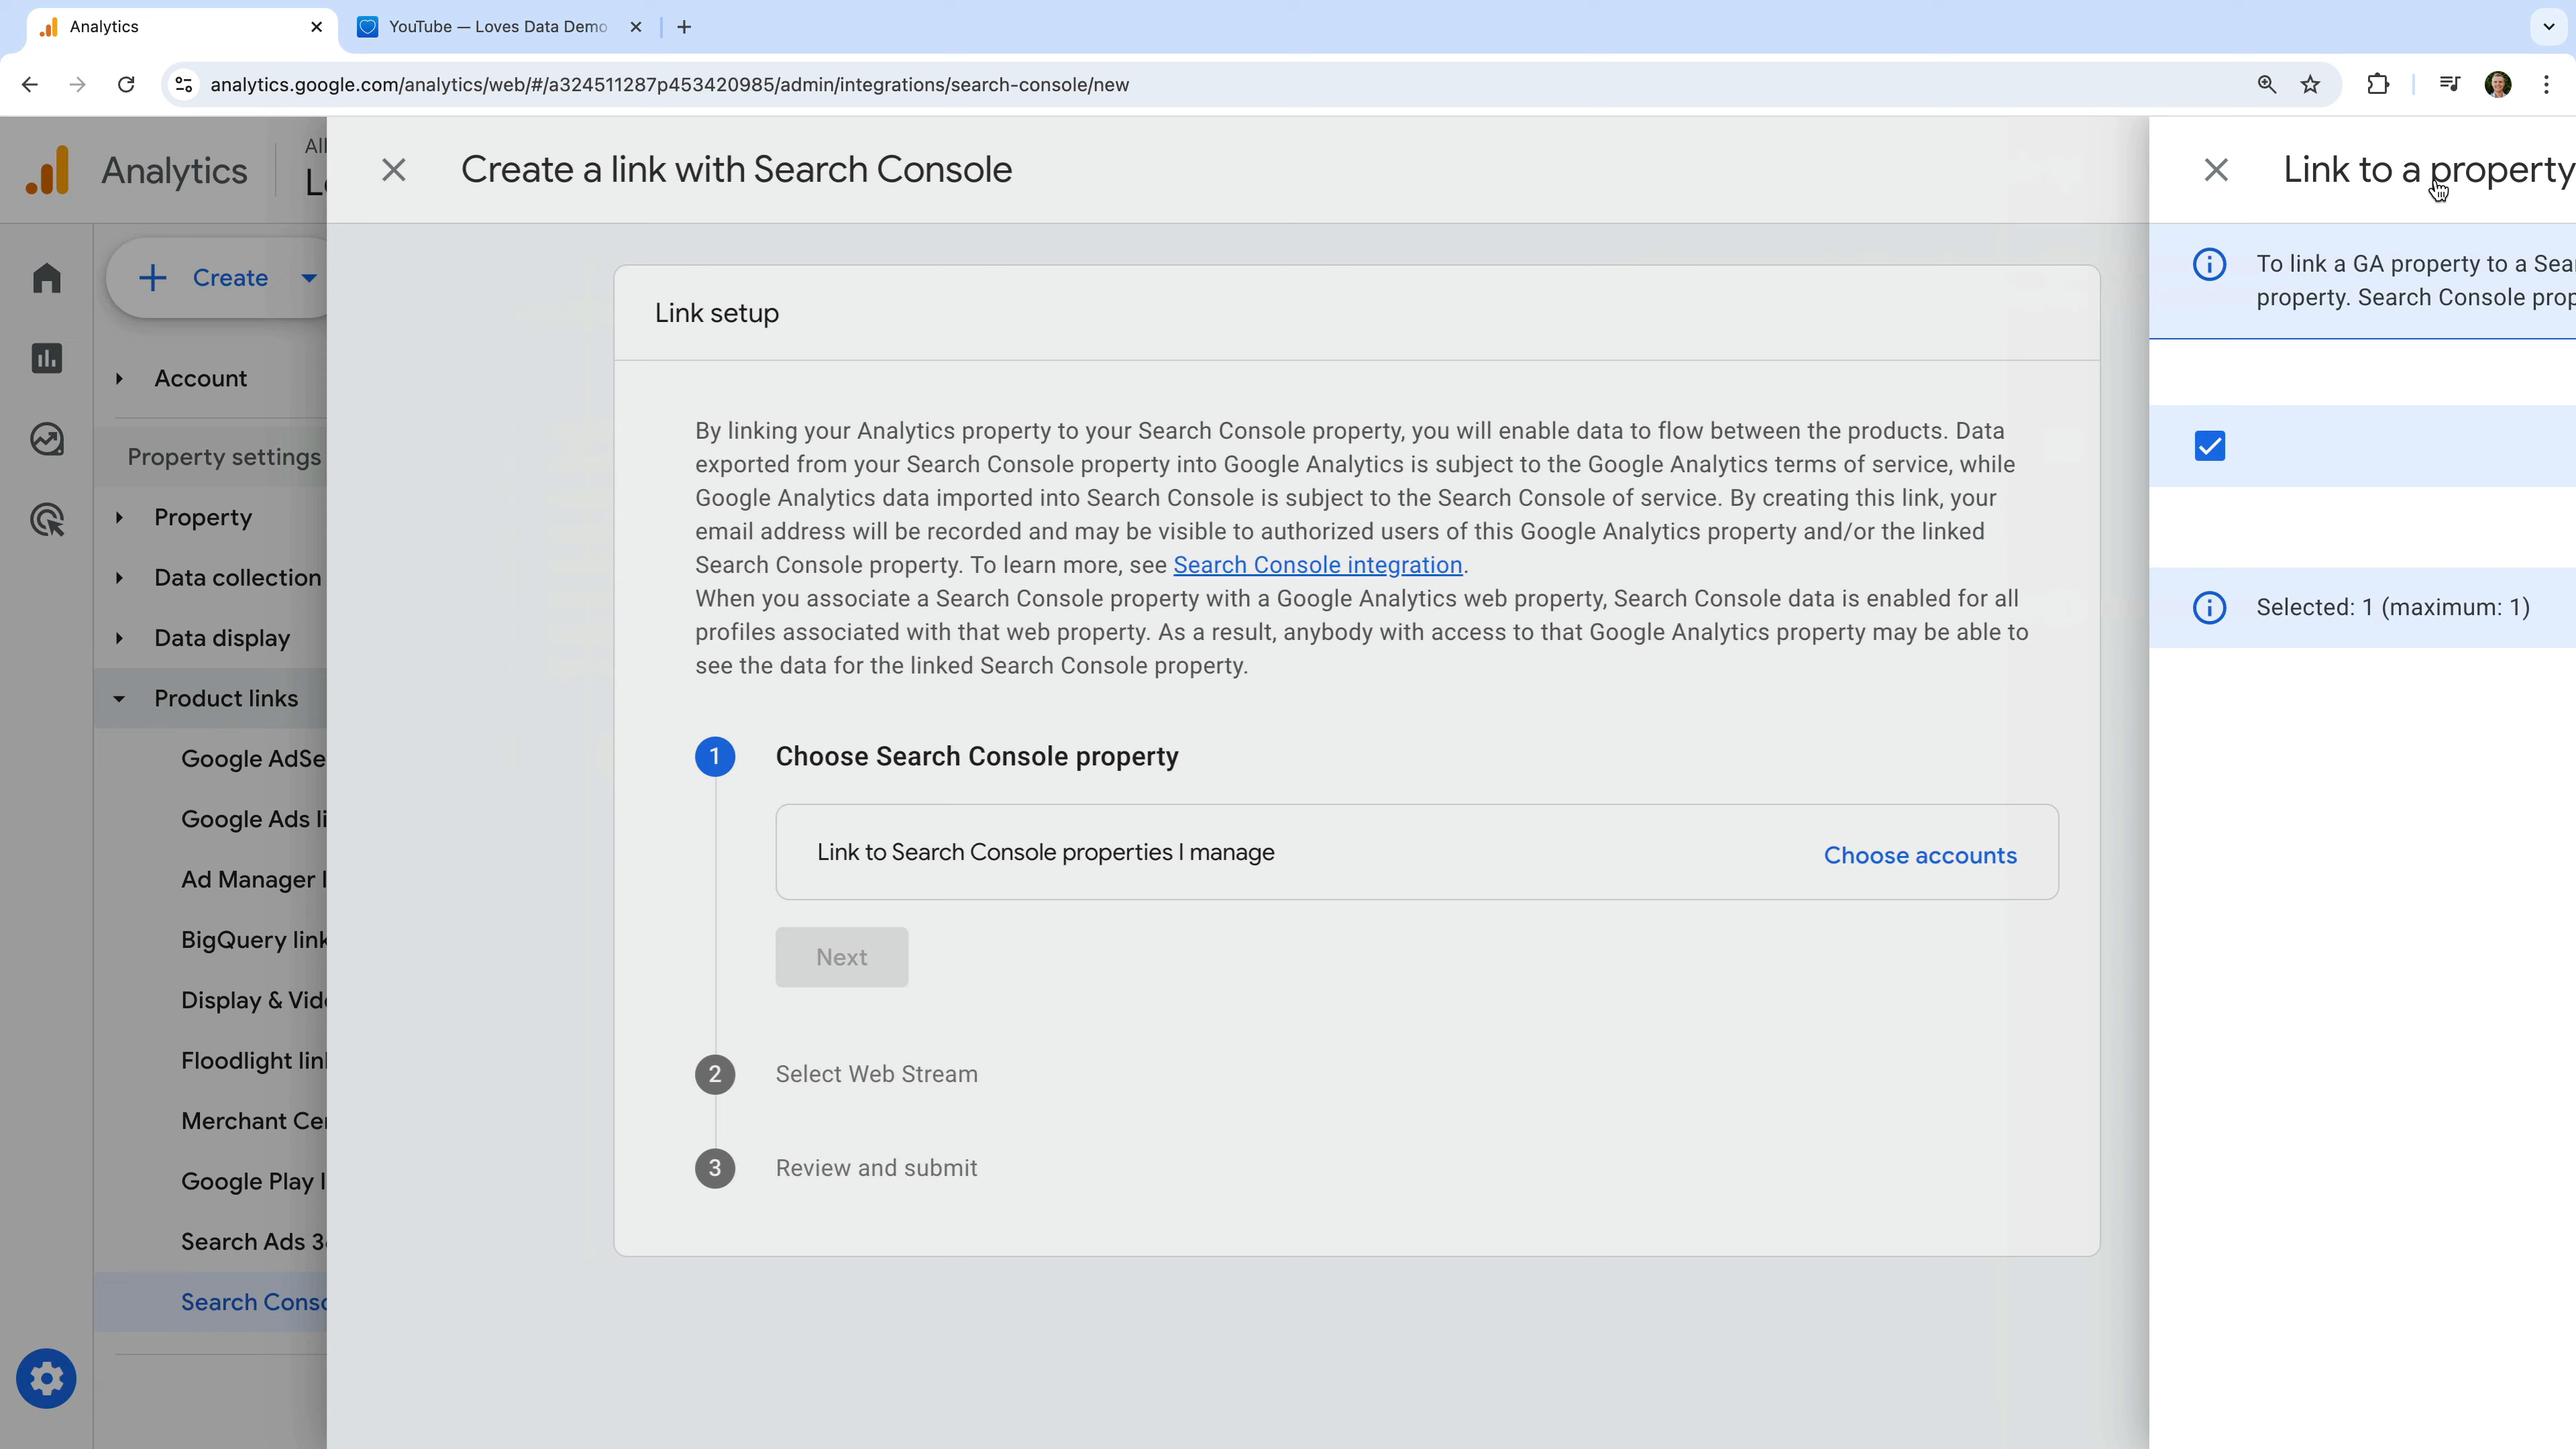 Analytics
YouTube — Loves Data Demo
analytics.google.com/analytics/web/#/a324511287p453420985/admin/integrations/search-console/new
Analytics
All
Create a link with Search Console
Link to a property
Create
Account
Property settings
Property
Data collection
Data display
Product links
Google AdSe
Google Ads li
Ad Manager l
BigQuery link
Display & Vide
Floodlight lin
Merchant Cen
Google Play l
Search Ads 36
Search Conso
Link setup
By linking your Analytics property to your Search Console property, you will enable data to flow between the products. Data
exported from your Search Console property into Google Analytics is subject to the Google Analytics terms of service, while
Google Analytics data imported into Search Console is subject to the Search Console of service. By creating this link, your
email address will be recorded and may be visible to authorized users of this Google Analytics property and/or the linked
Search Console property. To learn more, see Search Console integration.
When you associate a Search Console property with a Google Analytics web property, Search Console data is enabled for all
profiles associated with that web property. As a result, anybody with access to that Google Analytics property may be able to
see the data for the linked Search Console property.
1 Choose Search Console property
Link to Search Console properties I manage
Choose accounts
Next
2 Select Web Stream
3 Review and submit
To link a GA property to a Sea
property. Search Console prop
Selected: 1 (maximum: 1)